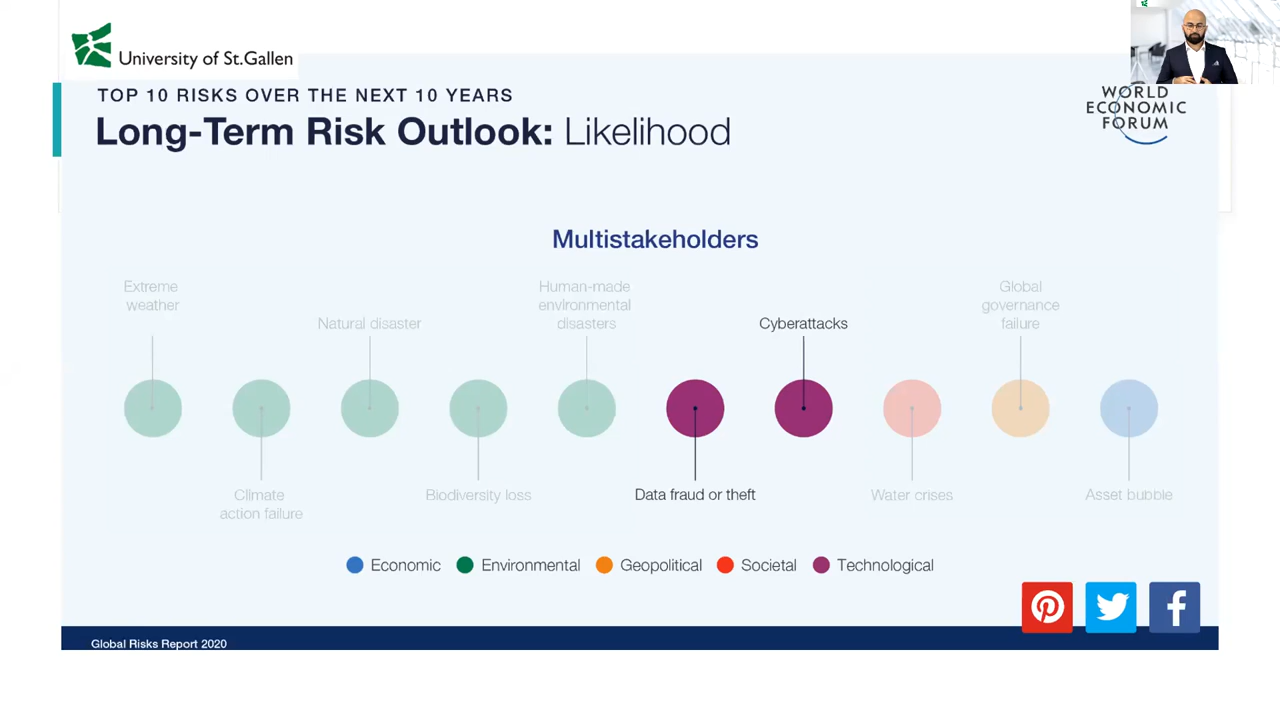 University of St.Gallen
TOP 10 RISKS OVER THE NEXT 10 YEARS
Long-Term Risk Outlook: Likelihood
WORLD
ECONOMIC
FORUM
Multistakeholders
Extreme
weather
Natural disaster
Human-made
environmental
disasters
Cyberattacks
Global
governance
failure
Climate
action failure
Biodiversity loss
Data fraud or theft
Water crises
Asset bubble
Economic
Environmental
Geopolitical
Societal
Technological
Global Risks Report 2020